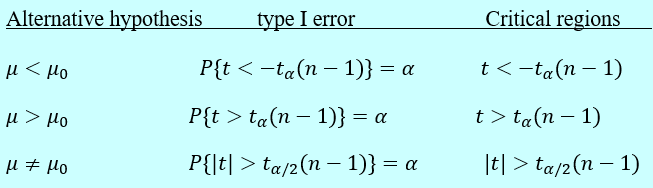 Alternative hypothesis type I error Critical regions
μ < μ₀ P{t < −tα(n − 1)} = α t < −tα(n − 1)
μ > μ₀ P{t > tα(n − 1)} = α t > tα(n − 1)
μ ≠ μ₀ P{|t| > tα/2(n − 1)} = α |t| > tα/2(n − 1)